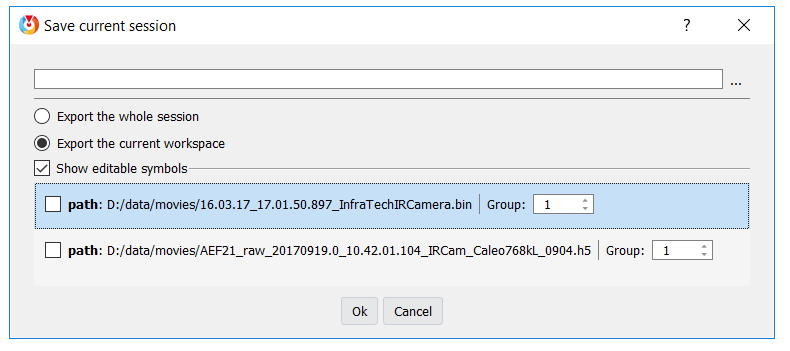 Save current session
?
...
Export the whole session
Export the current workspace
Show editable symbols
path: D:/data/movies/16.03.17_17.01.50.897_InfraTechIRCamera.bin Group: 1
path: D:/data/movies/AEF21_raw_20170919.0_10.42.01.104_IRCam_Caleo768kL_0904.h5 Group: 1
Ok Cancel